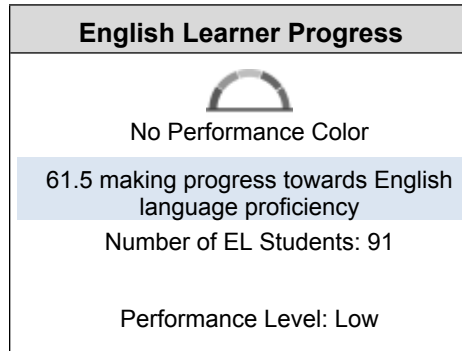 English Learner Progress
No Performance Color
61.5 making progress towards English
language proficiency
Number of EL Students: 91
Performance Level: Low